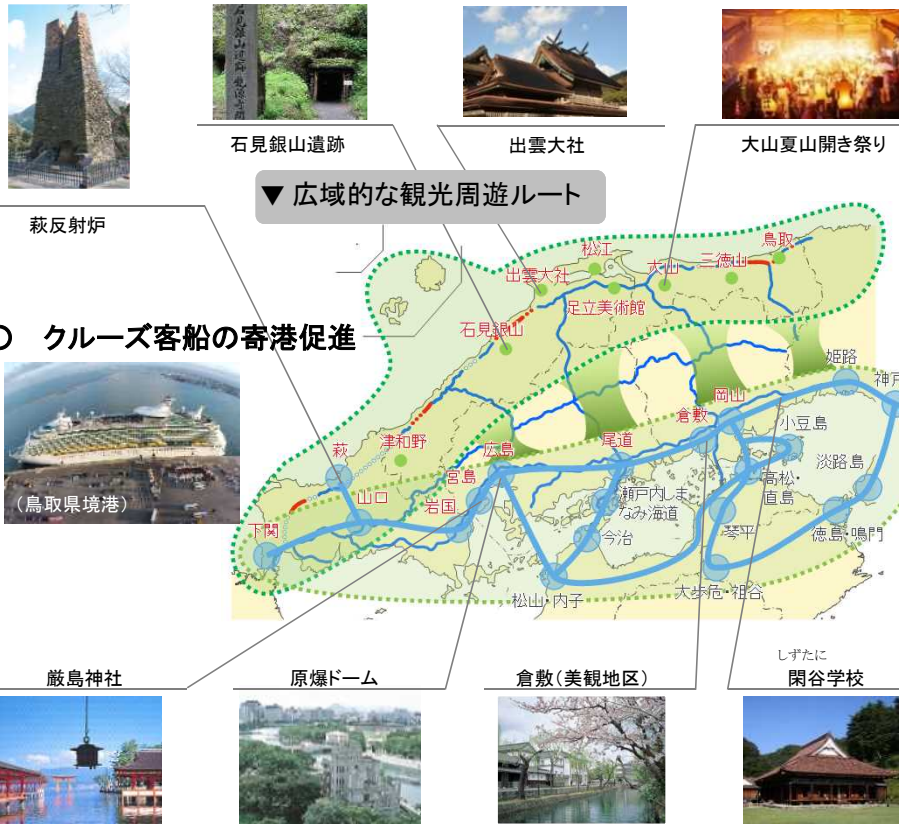 石見銀山遺跡
出雲大社
大山夏山開き祭り
萩反射炉
▼ 広域的な観光周遊ルート
〇 クルーズ客船の寄港促進
(鳥取県境港)
鳥取
松江
大山
三徳山
出雲大社
足立美術館
石見銀山
姫路
神戸
岡山
倉敷
小豆島
尾道
広島
津和野
萩
宮島
高松・
直島
淡路島
瀬戸内しま
なみ海道
山口
岩国
下関
今治
琴平
徳島・鳴門
松山・内子
大歩危・祖谷
厳島神社
原爆ドーム
倉敷(美観地区)
しずたに
閑谷学校